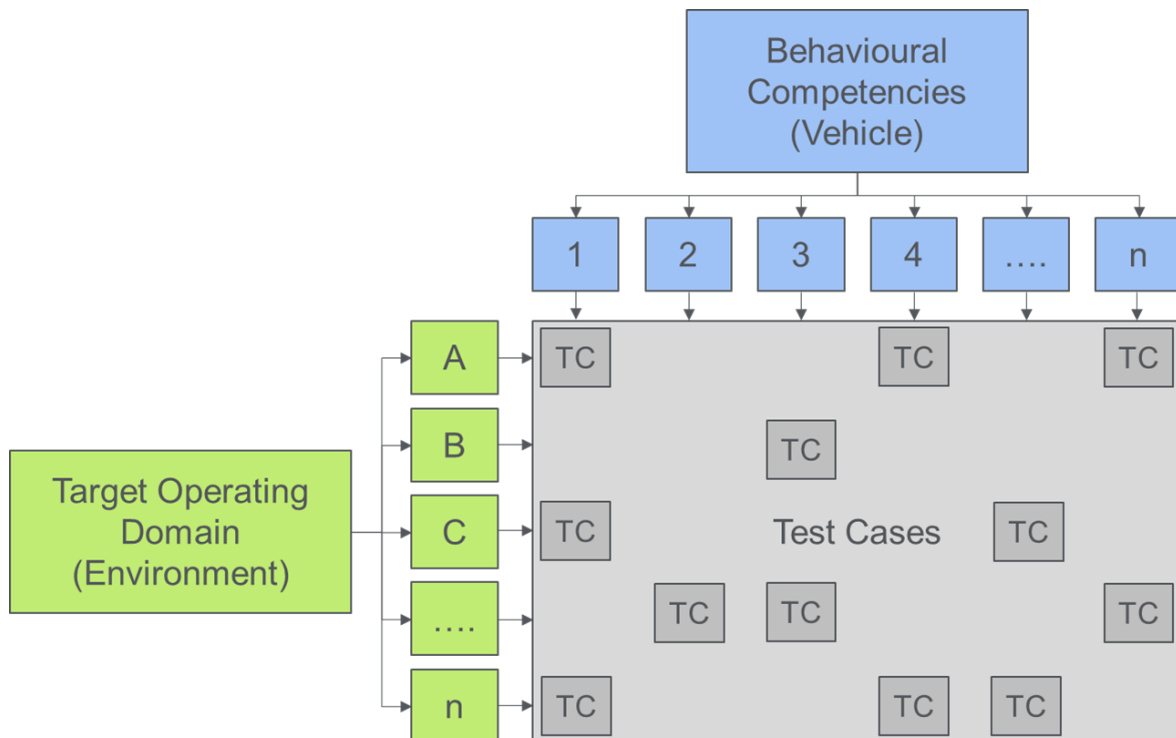 Behavioural
Competencies
(Vehicle)
1 2 3 4 .... n
A TC TC TC
B TC
Target Operating
Domain
(Environment)
C TC Test Cases TC
.... TC TC TC
n TC TC TC